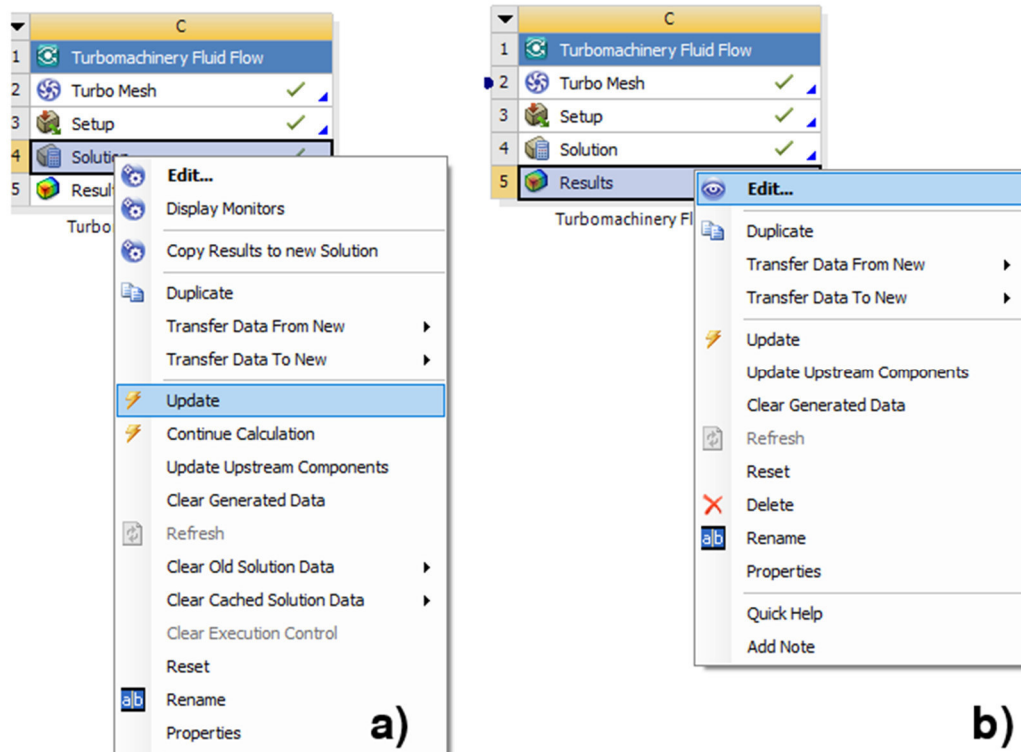 C
1 Turbomachinery Fluid Flow
2 Turbo Mesh
3 Setup
4 Solution
5
Edit...
Display Monitors
Copy Results to new Solution
Duplicate
Transfer Data From New
Transfer Data To New
Update
Continue Calculation
Update Upstream Components
Clear Generated Data
Refresh
Clear Old Solution Data
Clear Cached Solution Data
Clear Execution Control
Reset
a|b Rename
Properties
a)
C
1 Turbomachinery Fluid Flow
2 Turbo Mesh
3 Setup
4 Solution
5 Results
Turbomachinery Fl
Edit...
Duplicate
Transfer Data From New
Transfer Data To New
Update
Update Upstream Components
Clear Generated Data
Refresh
Reset
Delete
a|b Rename
Properties
Quick Help
Add Note
b)